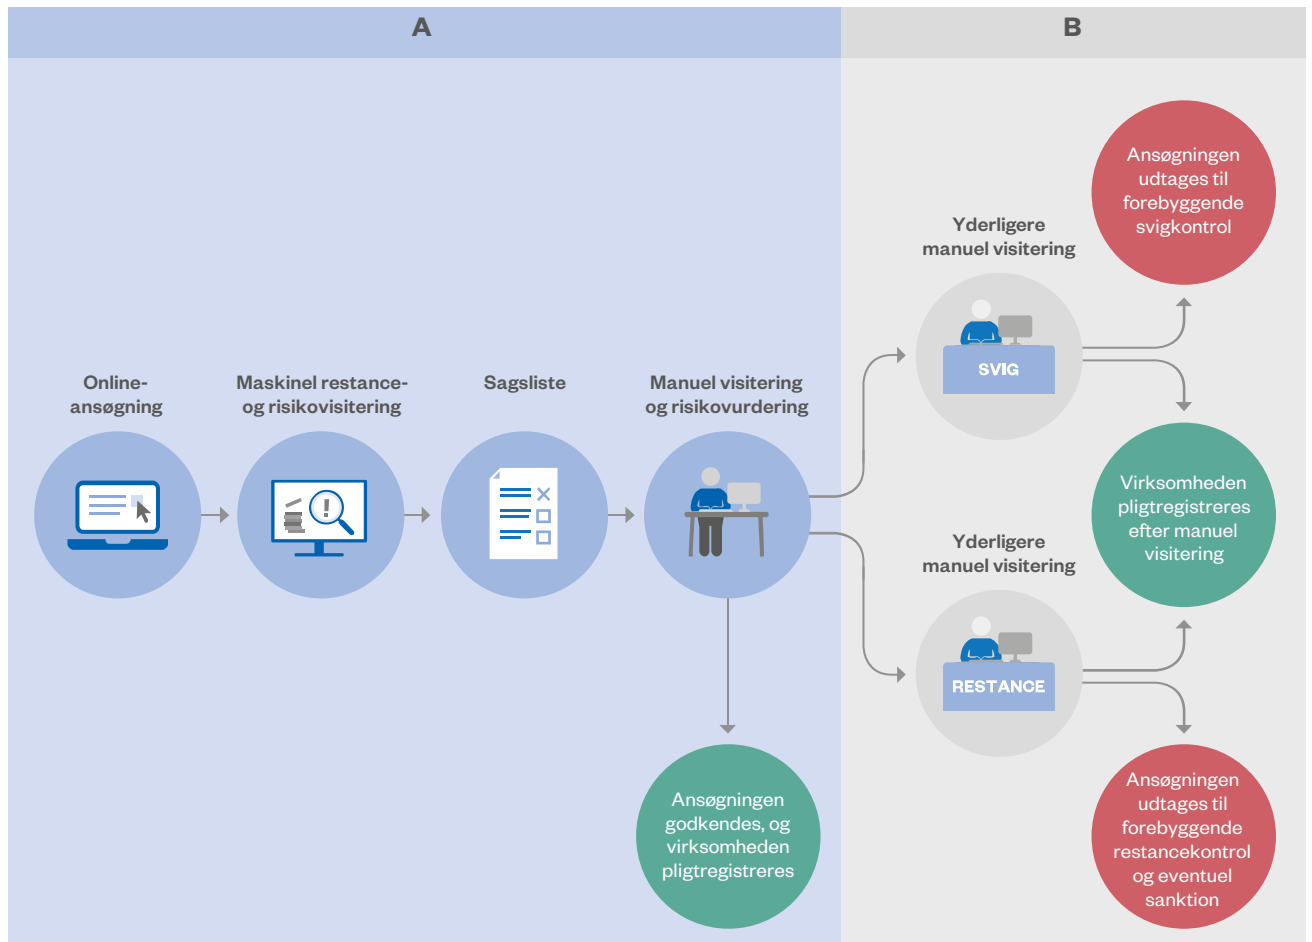 A
B
Online-
ansøgning
Maskinel restance-
og risikovisitering
Sagsliste
Manuel visitering
og risikovurdering
Ansøgningen
godkendes, og
virksomheden
pligtregistreres
Yderligere
manuel visitering
SVIG
Ansøgningen
udtages til
forebyggende
svigkontrol
Virksomheden
pligtregistreres
efter manuel
visitering
Yderligere
manuel visitering
RESTANCE
Ansøgningen
udtages til
forebyggende
restancekontrol
og eventuel
sanktion